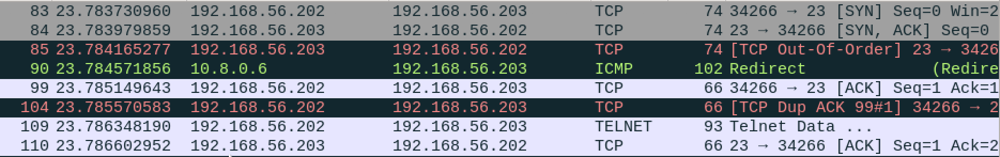 83 23.783730960 192.168.56.202 192.168.56.203 TCP 74 34266 → 23 [SYN] Seq=0 Win=2
84 23.783979859 192.168.56.203 192.168.56.202 TCP 74 23 → 34266 [SYN, ACK] Seq=0
85 23.784165277 192.168.56.203 192.168.56.202 TCP 74 [TCP Out-Of-Order] 23 → 3426
90 23.784571856 10.8.0.6 192.168.56.203 ICMP 102 Redirect (Redire
99 23.785149643 192.168.56.202 192.168.56.203 TCP 66 34266 → 23 [ACK] Seq=1 Ack=1
104 23.785570583 192.168.56.202 192.168.56.203 TCP 66 [TCP Dup ACK 99#1] 34266 → 2
109 23.786348190 192.168.56.202 192.168.56.203 TELNET 93 Telnet Data ...
110 23.786602952 192.168.56.203 192.168.56.202 TCP 66 23 → 34266 [ACK] Seq=1 Ack=2